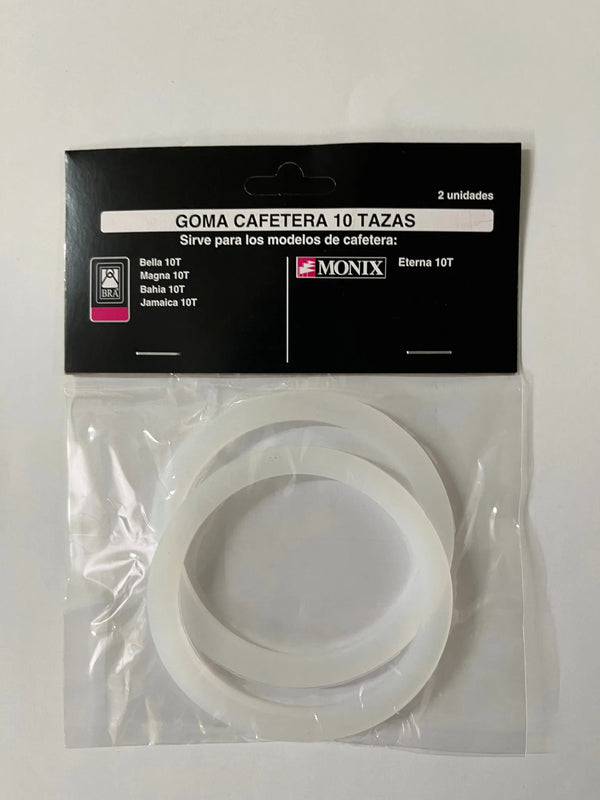 2 unidades
GOMA CAFETERA 10 TAZAS
Sirve para los modelos de cafetera:
BRA
Bella 10T
Magna 10T
Bahia 10T
Jamaica 10T
MONIX
Eterna 10T